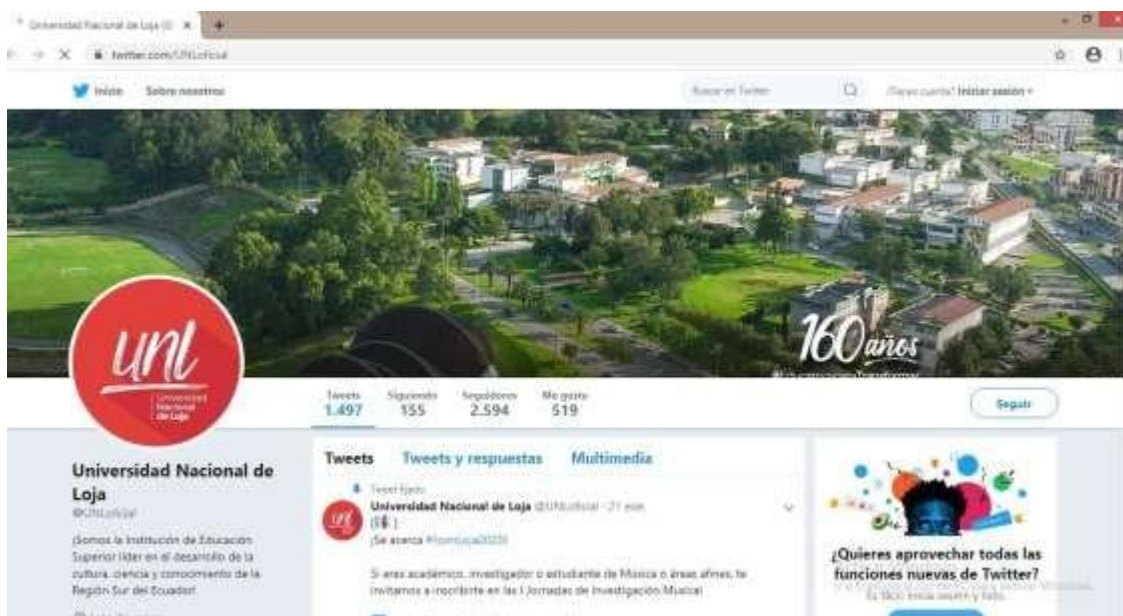 Universidad Nacional de Loja (@
twitter.com/UNLoficial
Inicio Sobre nosotros
Buscar en Twitter
¿Tienes cuenta? Iniciar sesión
160 años
unl
Universidad
Nacional
de Loja
Tweets Siguiendo Seguidores Me gusta
1.497 155 2.594 519
Seguir
Universidad Nacional de
Loja
@UNLoficial
¡Somos la Institución de Educación
Superior líder en el desarrollo de la
cultura, ciencia y conocimiento de la
Región Sur del Ecuador!
Tweets Tweets y respuestas Multimedia
Tweet fijado
Universidad Nacional de Loja @UNLoficial · 21 ene.
¡Se acerca
Si eres académico, investigador o estudiante de Música o áreas afines, te
invitamos a inscribirte en las I Jornadas de Investigación Musical
¿Quieres aprovechar todas las
funciones nuevas de Twitter?
Es fácil: inicia sesión y listo.